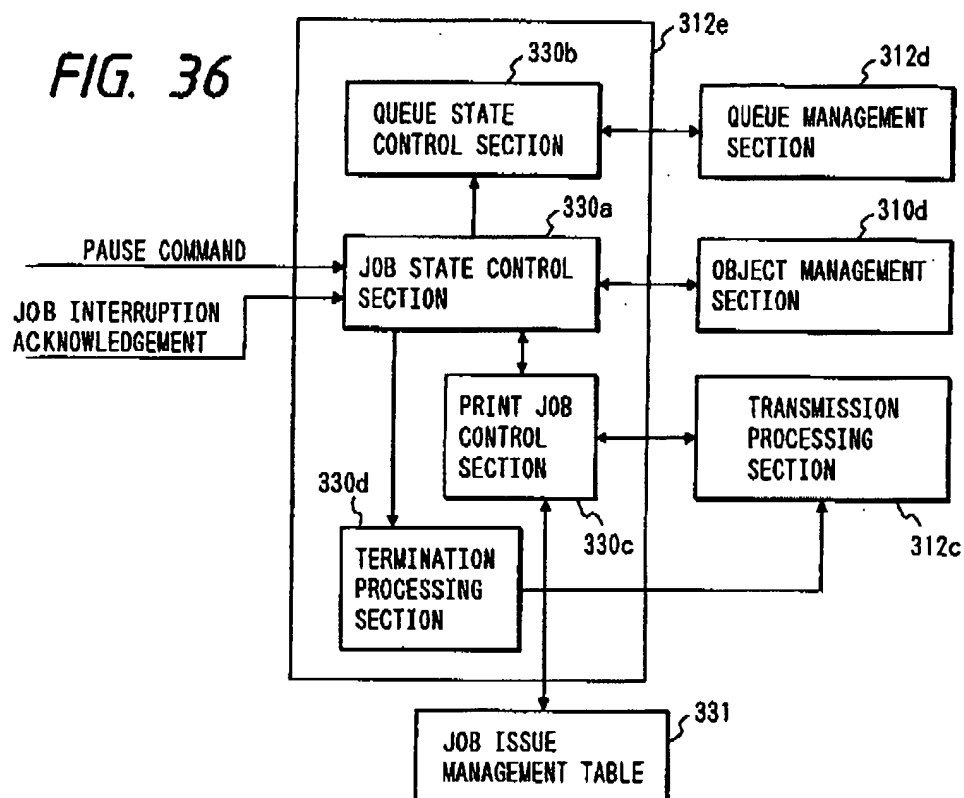 FIG. 36
312e
330b
312d
QUEUE STATE
CONTROL SECTION
QUEUE MANAGEMENT
SECTION
330a
310d
PAUSE COMMAND
JOB STATE CONTROL
SECTION
OBJECT MANAGEMENT
SECTION
JOB INTERRUPTION
ACKNOWLEDGEMENT
PRINT JOB
CONTROL
SECTION
TRANSMISSION
PROCESSING
SECTION
330d
330c
312c
TERMINATION
PROCESSING
SECTION
331
JOB ISSUE
MANAGEMENT TABLE